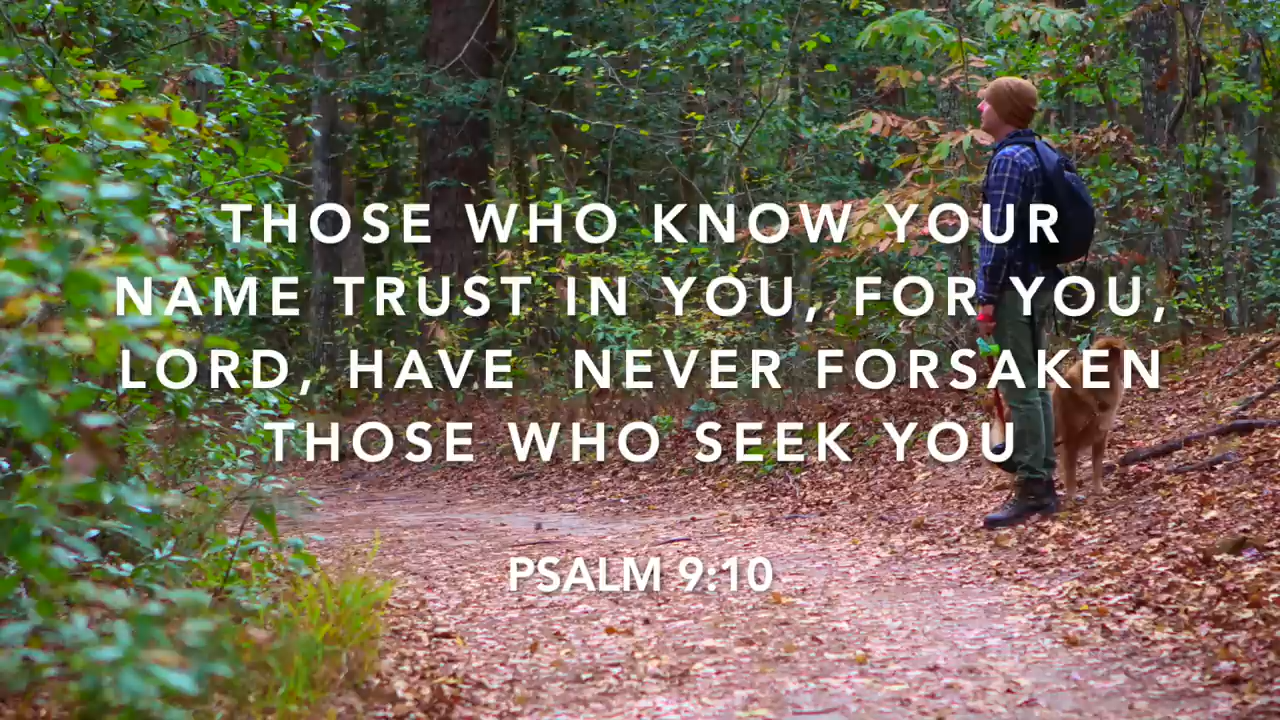 THOSE WHO KNOW YOUR
NAME TRUST IN YOU, FOR YOU,
LORD, HAVE NEVER FORSAKEN
THOSE WHO SEEK YOU
PSALM 9:10